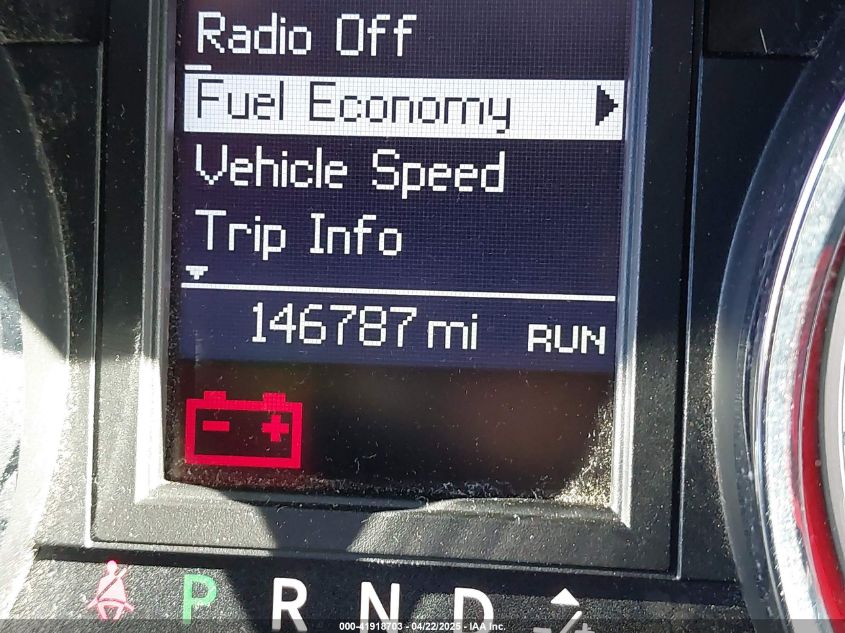 Radio Off
Fuel Economy
Vehicle Speed
Trip Info
146787 mi RUN
- +
P R N D -/+
000-41918703 - 04/22/2025 - IAA Inc.